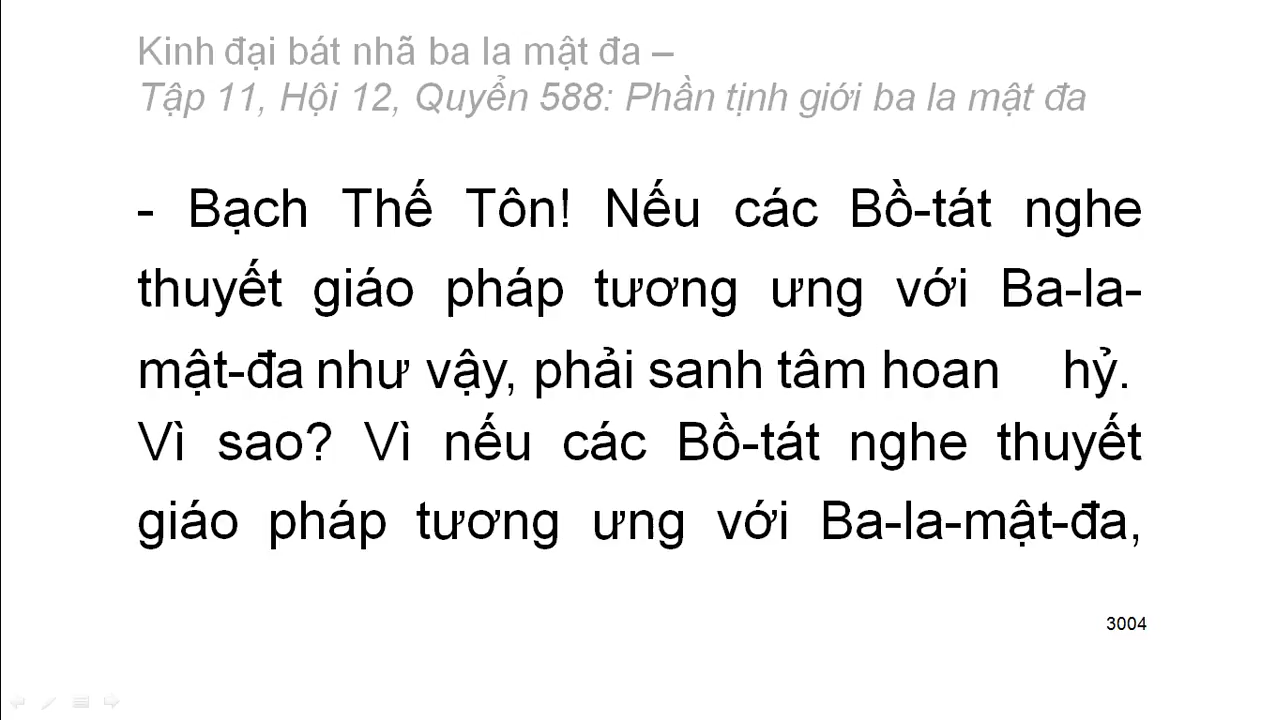 Kinh đại bát nhã ba la mật đa –
Tập 11, Hội 12, Quyển 588: Phần tịnh giới ba la mật đa
- Bạch Thế Tôn! Nếu các Bồ-tát nghe
thuyết giáo pháp tương ưng với Ba-la-
mật-đa như vậy, phải sanh tâm hoan hỷ.
Vì sao? Vì nếu các Bồ-tát nghe thuyết
giáo pháp tương ưng với Ba-la-mật-đa,
3004